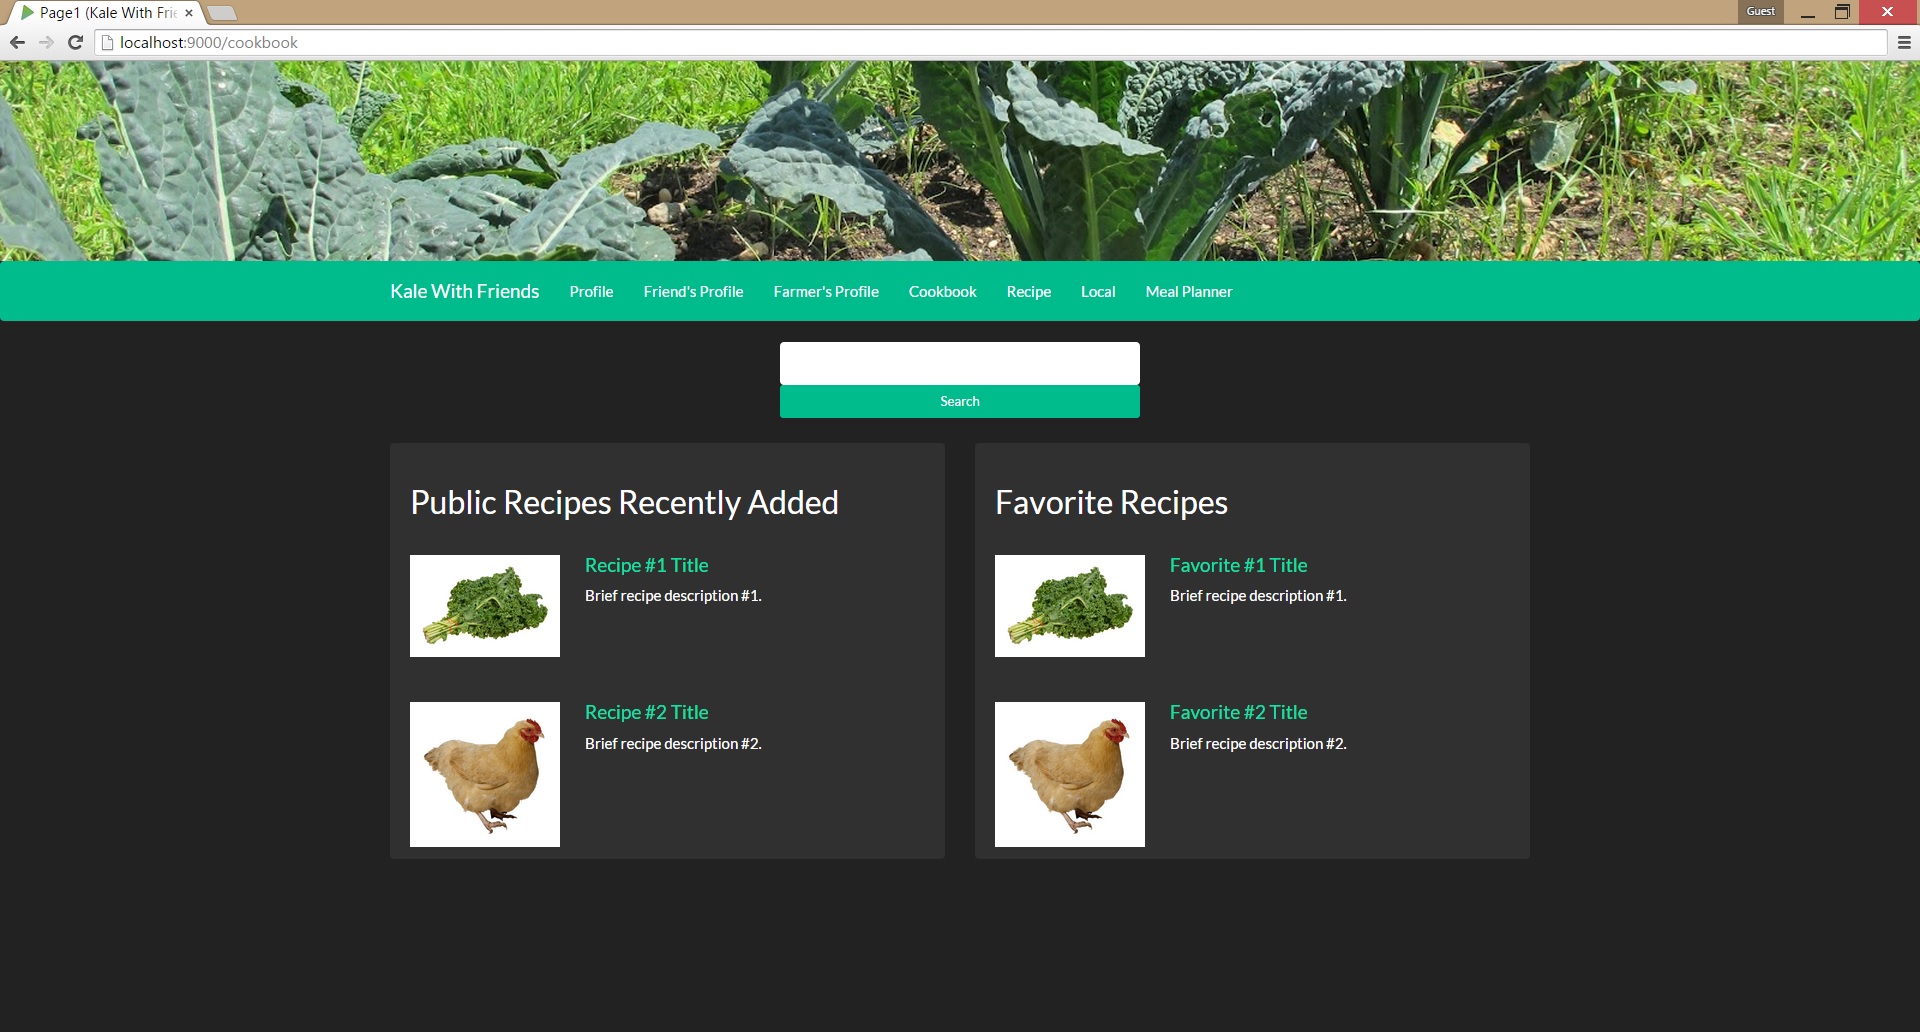 Page1 (Kale With Frie
Guest
localhost:9000/cookbook
Kale With Friends Profile Friend's Profile Farmer's Profile Cookbook Recipe Local Meal Planner
Search
Public Recipes Recently Added
Recipe #1 Title
Brief recipe description #1.
Recipe #2 Title
Brief recipe description #2.
Favorite Recipes
Favorite #1 Title
Brief recipe description #1.
Favorite #2 Title
Brief recipe description #2.